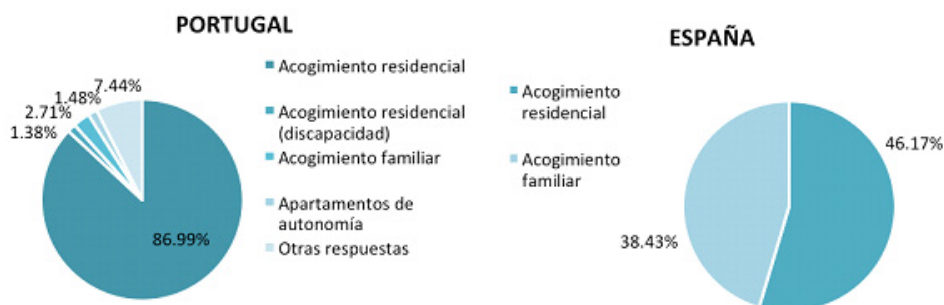 PORTUGAL
7.44%
1.48%
2.71%
1.38%
86.99%
Acogimiento residencial
Acogimiento residencial
(discapacidad)
Acogimiento familiar
Apartamentos de
autonomía
Otras respuestas
ESPAÑA
Acogimiento
residencial
Acogimiento
familiar
46.17%
38.43%